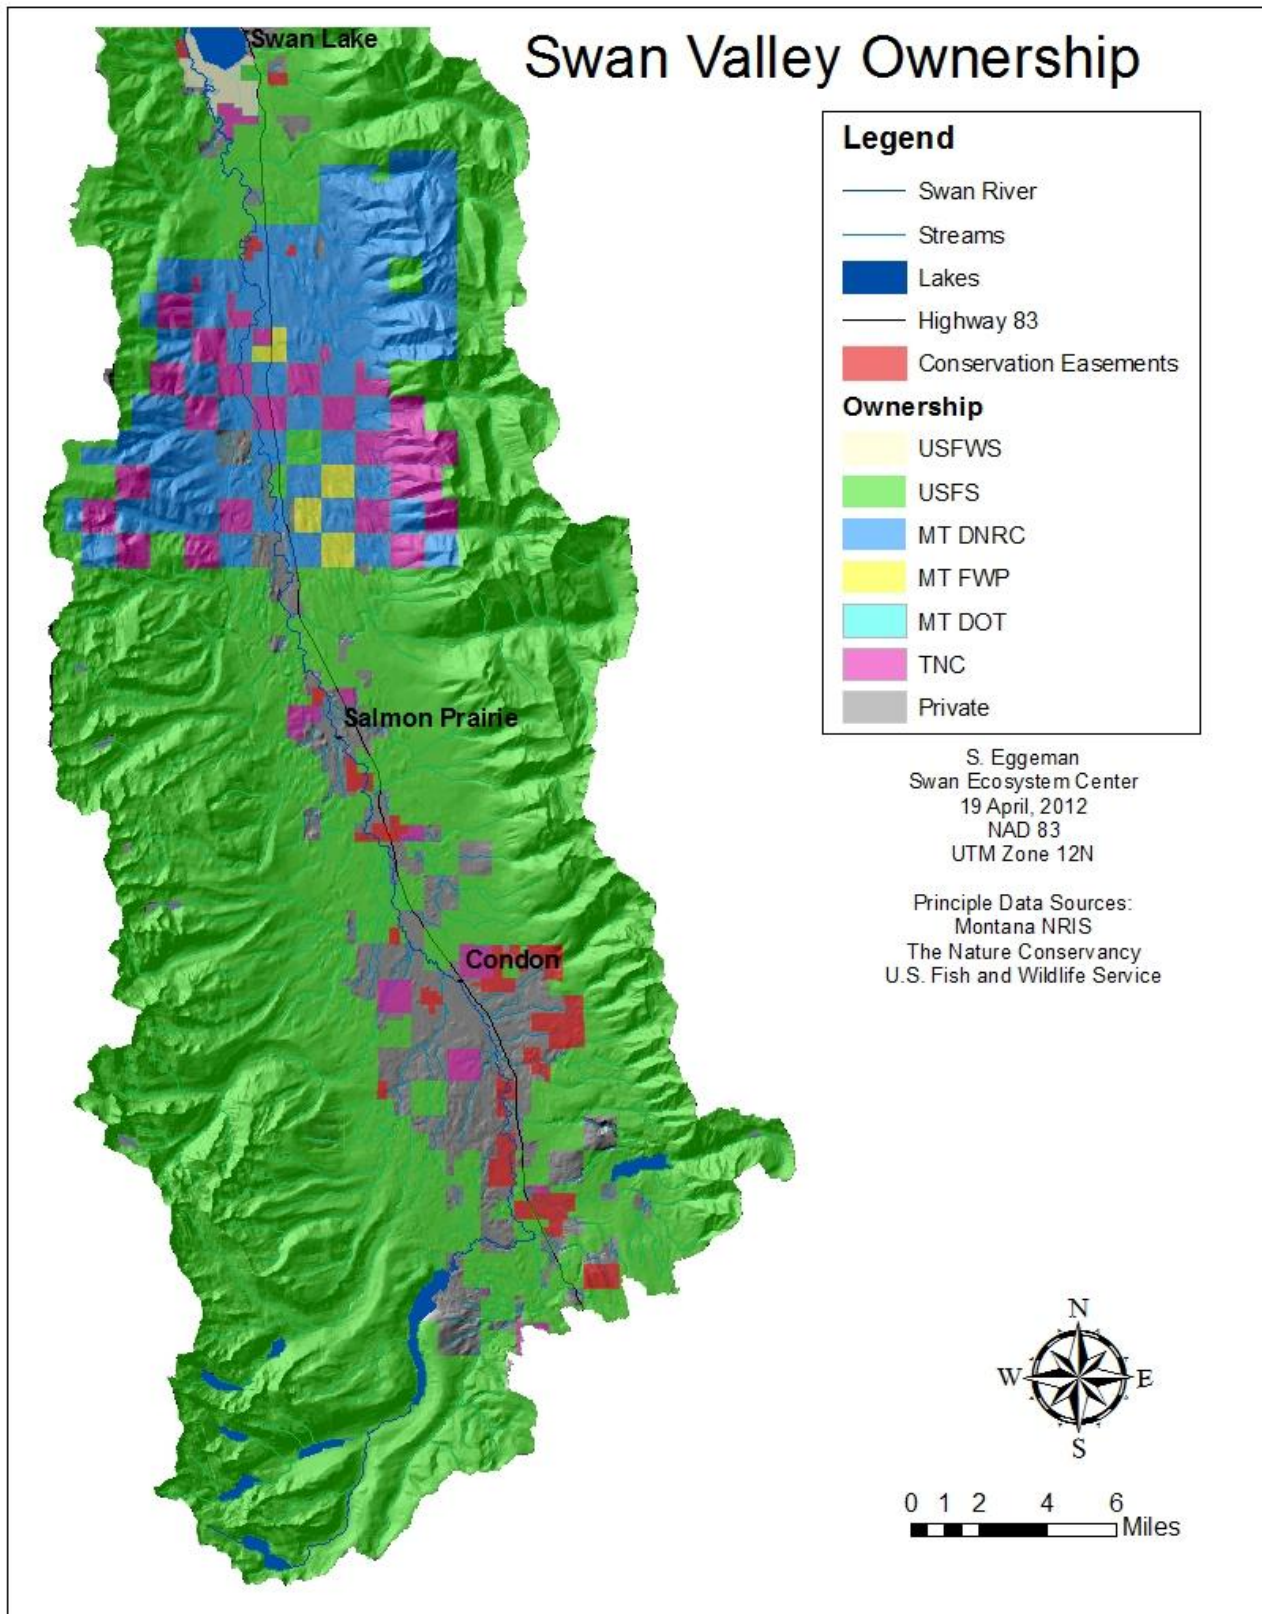 Swan Valley Ownership
Swan Lake
Salmon Prairie
Condon
Legend
Swan River
Streams
Lakes
Highway 83
Conservation Easements
Ownership
USFWS
USFS
MT DNRC
MT FWP
MT DOT
TNC
Private
S. Eggeman
Swan Ecosystem Center
19 April, 2012
NAD 83
UTM Zone 12N
Principle Data Sources:
Montana NRIS
The Nature Conservancy
U.S. Fish and Wildlife Service
N
W E
S
0 1 2 4 6
Miles